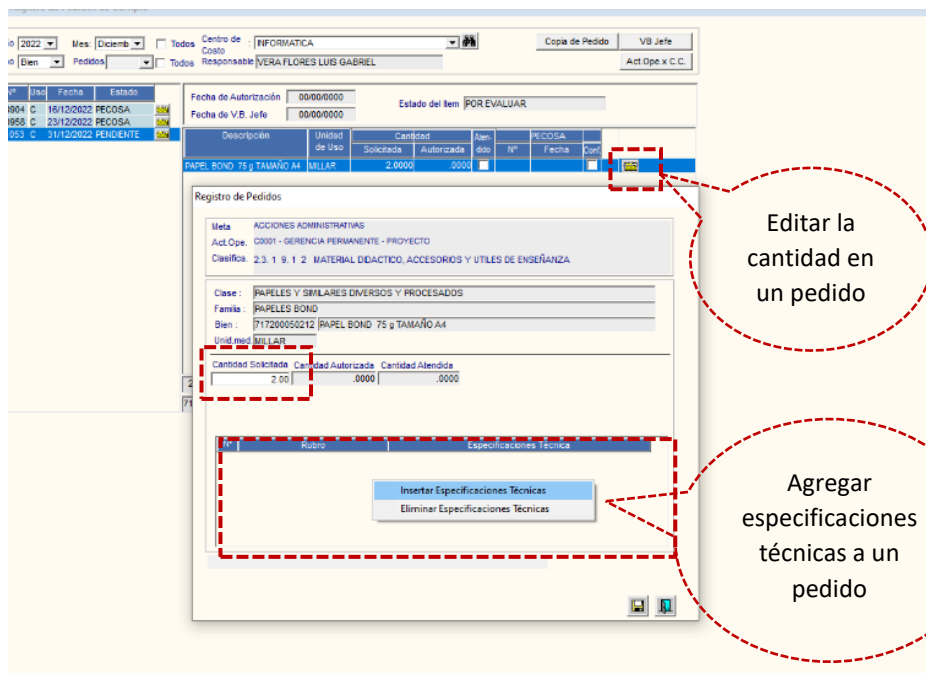 2022 Mes: Diciemb Todos Centro de Costo : INFORMATICA Copia de Pedido VB Jefe
Bien Pedidos Todos Responsable VERA FLORES LUIS GABRIEL Act.Ope.x C.C.
Nº Uso Fecha Estado
C 16/12/2022 PECOSA
C 23/12/2022 PECOSA
C 31/12/2022 PENDIENTE
Fecha de Autorización 00/00/0000 Estado del Item POR EVALUAR
Fecha de V.B. Jefe 00/00/0000
Descripción Unidad de Uso Cantidad Aten- dido PECOSA
Solicitada Autorizada Nº Fecha Conf.
PAPEL BOND 75 g TAMAÑO A4 MILLAR 2.0000 .0000
Registro de Pedidos
Meta ACCIONES ADMINISTRATIVAS
Act.Ope. C0001 - GERENCIA PERMANENTE - PROYECTO
Clasifica. 2.3. 1 9. 1 2 MATERIAL DIDACTICO, ACCESORIOS Y UTILES DE ENSEÑANZA
Clase : PAPELES Y SIMILARES DIVERSOS Y PROCESADOS
Familia : PAPELES BOND
Bien : 717200050212 PAPEL BOND 75 g TAMAÑO A4
Unid.med. MILLAR
Cantidad Solicitada Cantidad Autorizada Cantidad Atendida
2.00 .0000 .0000
Nº Rubro Especificaciones Técnica
Insertar Especificaciones Técnicas
Eliminar Especificaciones Técnicas
Editar la
cantidad en
un pedido
Agregar
especificaciones
técnicas a un
pedido